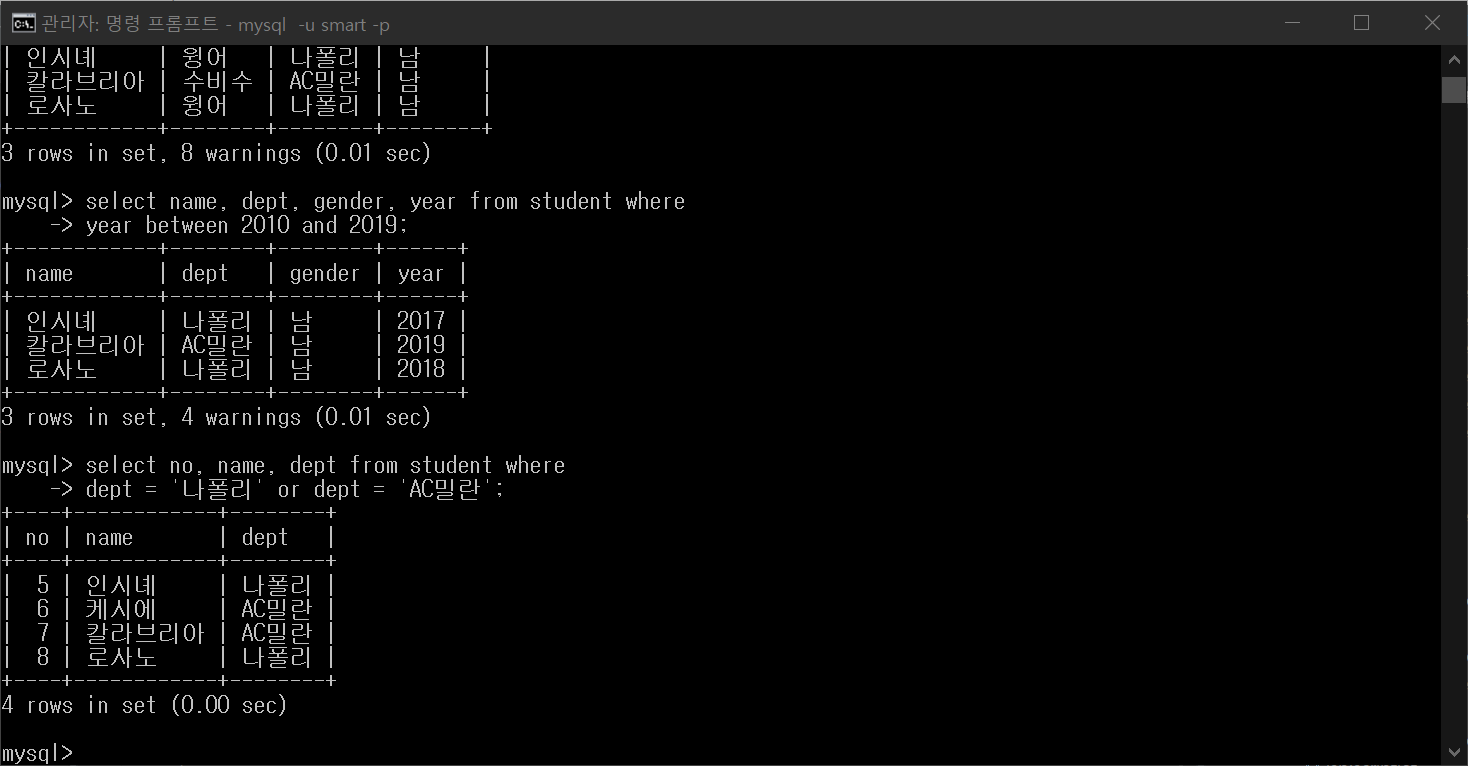 관리자: 명령 프롬프트 - mysql  -u smart -p
| 인시녜     | 윙어   | 나폴리 | 남     |
| 칼라브리아 | 수비수 | AC밀란 | 남     |
| 로사노     | 윙어   | 나폴리 | 남     |
+------------+--------+--------+--------+
3 rows in set, 8 warnings (0.01 sec)
mysql> select name, dept, gender, year from student where
    -> year between 2010 and 2019;
+------------+--------+--------+------+
| name       | dept   | gender | year |
+------------+--------+--------+------+
| 인시녜     | 나폴리 | 남     | 2017 |
| 칼라브리아 | AC밀란 | 남     | 2019 |
| 로사노     | 나폴리 | 남     | 2018 |
+------------+--------+--------+------+
3 rows in set, 4 warnings (0.01 sec)
mysql> select no, name, dept from student where
    -> dept = '나폴리' or dept = 'AC밀란';
+----+------------+--------+
| no | name       | dept   |
+----+------------+--------+
|  5 | 인시녜     | 나폴리 |
|  6 | 케시에     | AC밀란 |
|  7 | 칼라브리아 | AC밀란 |
|  8 | 로사노     | 나폴리 |
+----+------------+--------+
4 rows in set (0.00 sec)
mysql>